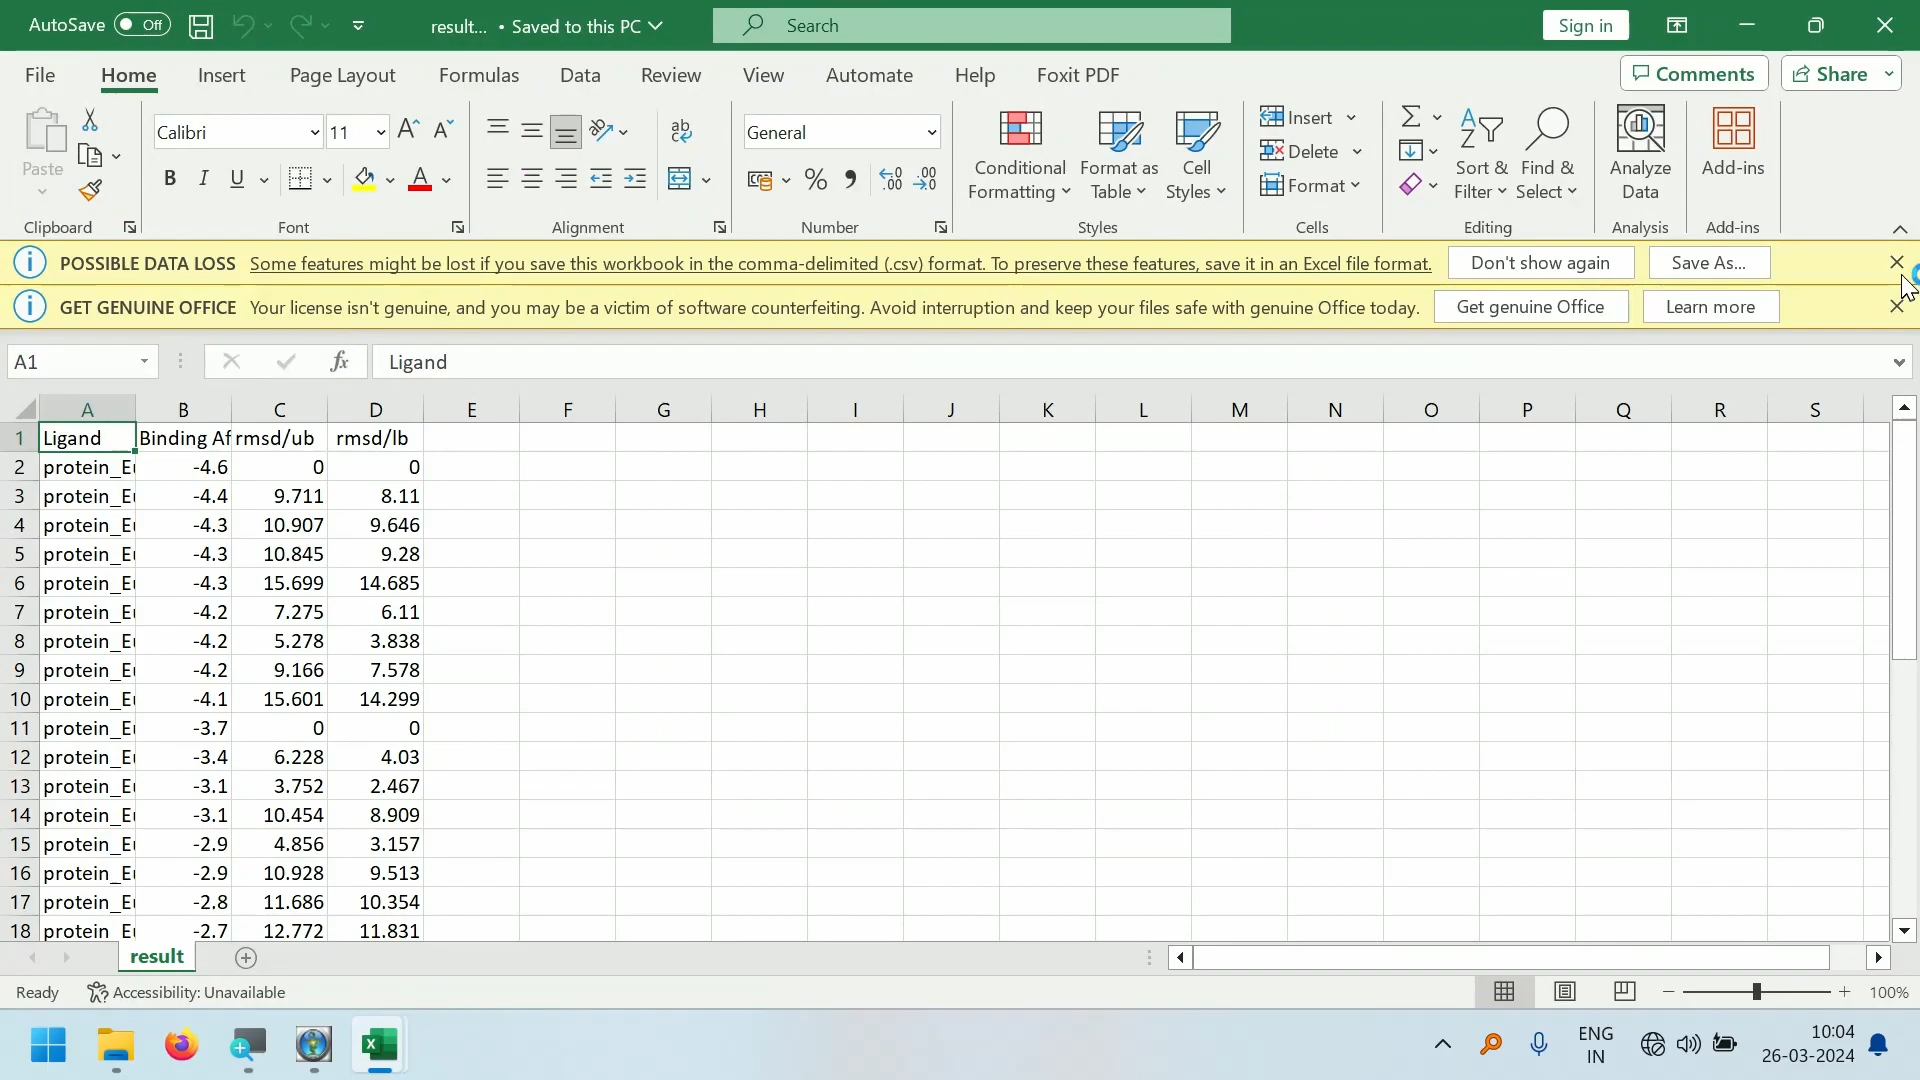 AutoSave Off result... • Saved to this PC Search Sign in
File Home Insert Page Layout Formulas Data Review View Automate Help Foxit PDF Comments Share
Paste Calibri 11 General Conditional Formatting Format as Table Cell Styles Insert Delete Format Sort & Filter Find & Select Analyze Data Add-ins
Clipboard Font Alignment Number Styles Cells Editing Analysis Add-ins
POSSIBLE DATA LOSS Some features might be lost if you save this workbook in the comma-delimited (.csv) format. To preserve these features, save it in an Excel file format. Don't show again Save As...
GET GENUINE OFFICE Your license isn't genuine, and you may be a victim of software counterfeiting. Avoid interruption and keep your files safe with genuine Office today. Get genuine Office Learn more
A1 fx Ligand
A B C D E F G H I J K L M N O P Q R S
1 Ligand Binding Af rmsd/ub rmsd/lb
2 protein_E -4.6 0 0
3 protein_E -4.4 9.711 8.11
4 protein_E -4.3 10.907 9.646
5 protein_E -4.3 10.845 9.28
6 protein_E -4.3 15.699 14.685
7 protein_E -4.2 7.275 6.11
8 protein_E -4.2 5.278 3.838
9 protein_E -4.2 9.166 7.578
10 protein_E -4.1 15.601 14.299
11 protein_E -3.7 0 0
12 protein_E -3.4 6.228 4.03
13 protein_E -3.1 3.752 2.467
14 protein_E -3.1 10.454 8.909
15 protein_E -2.9 4.856 3.157
16 protein_E -2.9 10.928 9.513
17 protein_E -2.8 11.686 10.354
18 protein_E -2.7 12.772 11.831
result
Ready Accessibility: Unavailable 100%
ENG 10:04
IN 26-03-2024